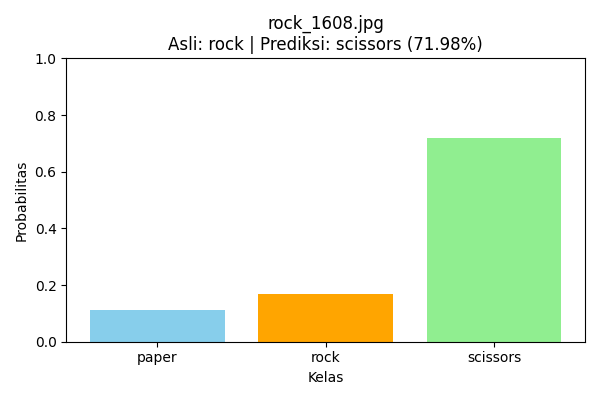 rock_1608.jpg
Asli: rock | Prediksi: scissors (71.98%)
1.0
0.8
0.6
0.4
0.2
0.0
Probabilitas
paper rock scissors
Kelas